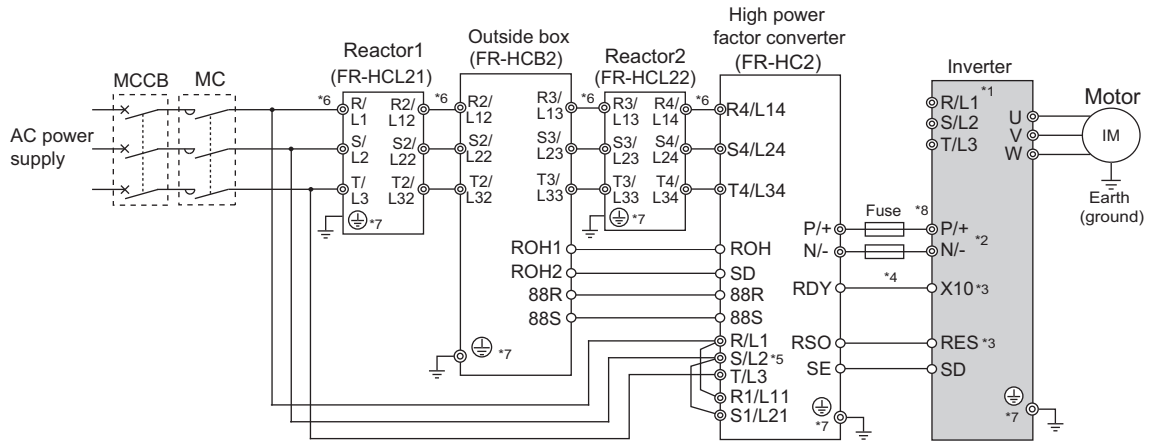 High power
factor converter
(FR-HC2)
Outside box
(FR-HCB2)
Reactor1
(FR-HCL21)
Reactor2
(FR-HCL22)
MCCB
MC
Inverter
Motor
AC power
supply
*6
R/
L1
R2/
L12
*6
R2/
L12
R3/
L13
*6
R3/
L13
R4/
L14
*6
R4/L14
R/L1 *1
S/L2
T/L3
U
V
W
IM
S/
L2
S2/
L22
S2/
L22
S3/
L23
S3/
L23
S4/
L24
S4/L24
T/
L3
T2/
L32
T2/
L32
T3/
L33
T3/
L33
T4/
L34
T4/L34
Earth
(ground)
*7
*7
Fuse
*8
P/+
P/+
*2
N/-
N/-
ROH1
ROH
ROH2
SD
*4
88R
88R
RDY
X10 *3
88S
88S
R/L1
RSO
RES *3
*7
S/L2 *5
SE
SD
T/L3
R1/L11
S1/L21
*7
*7